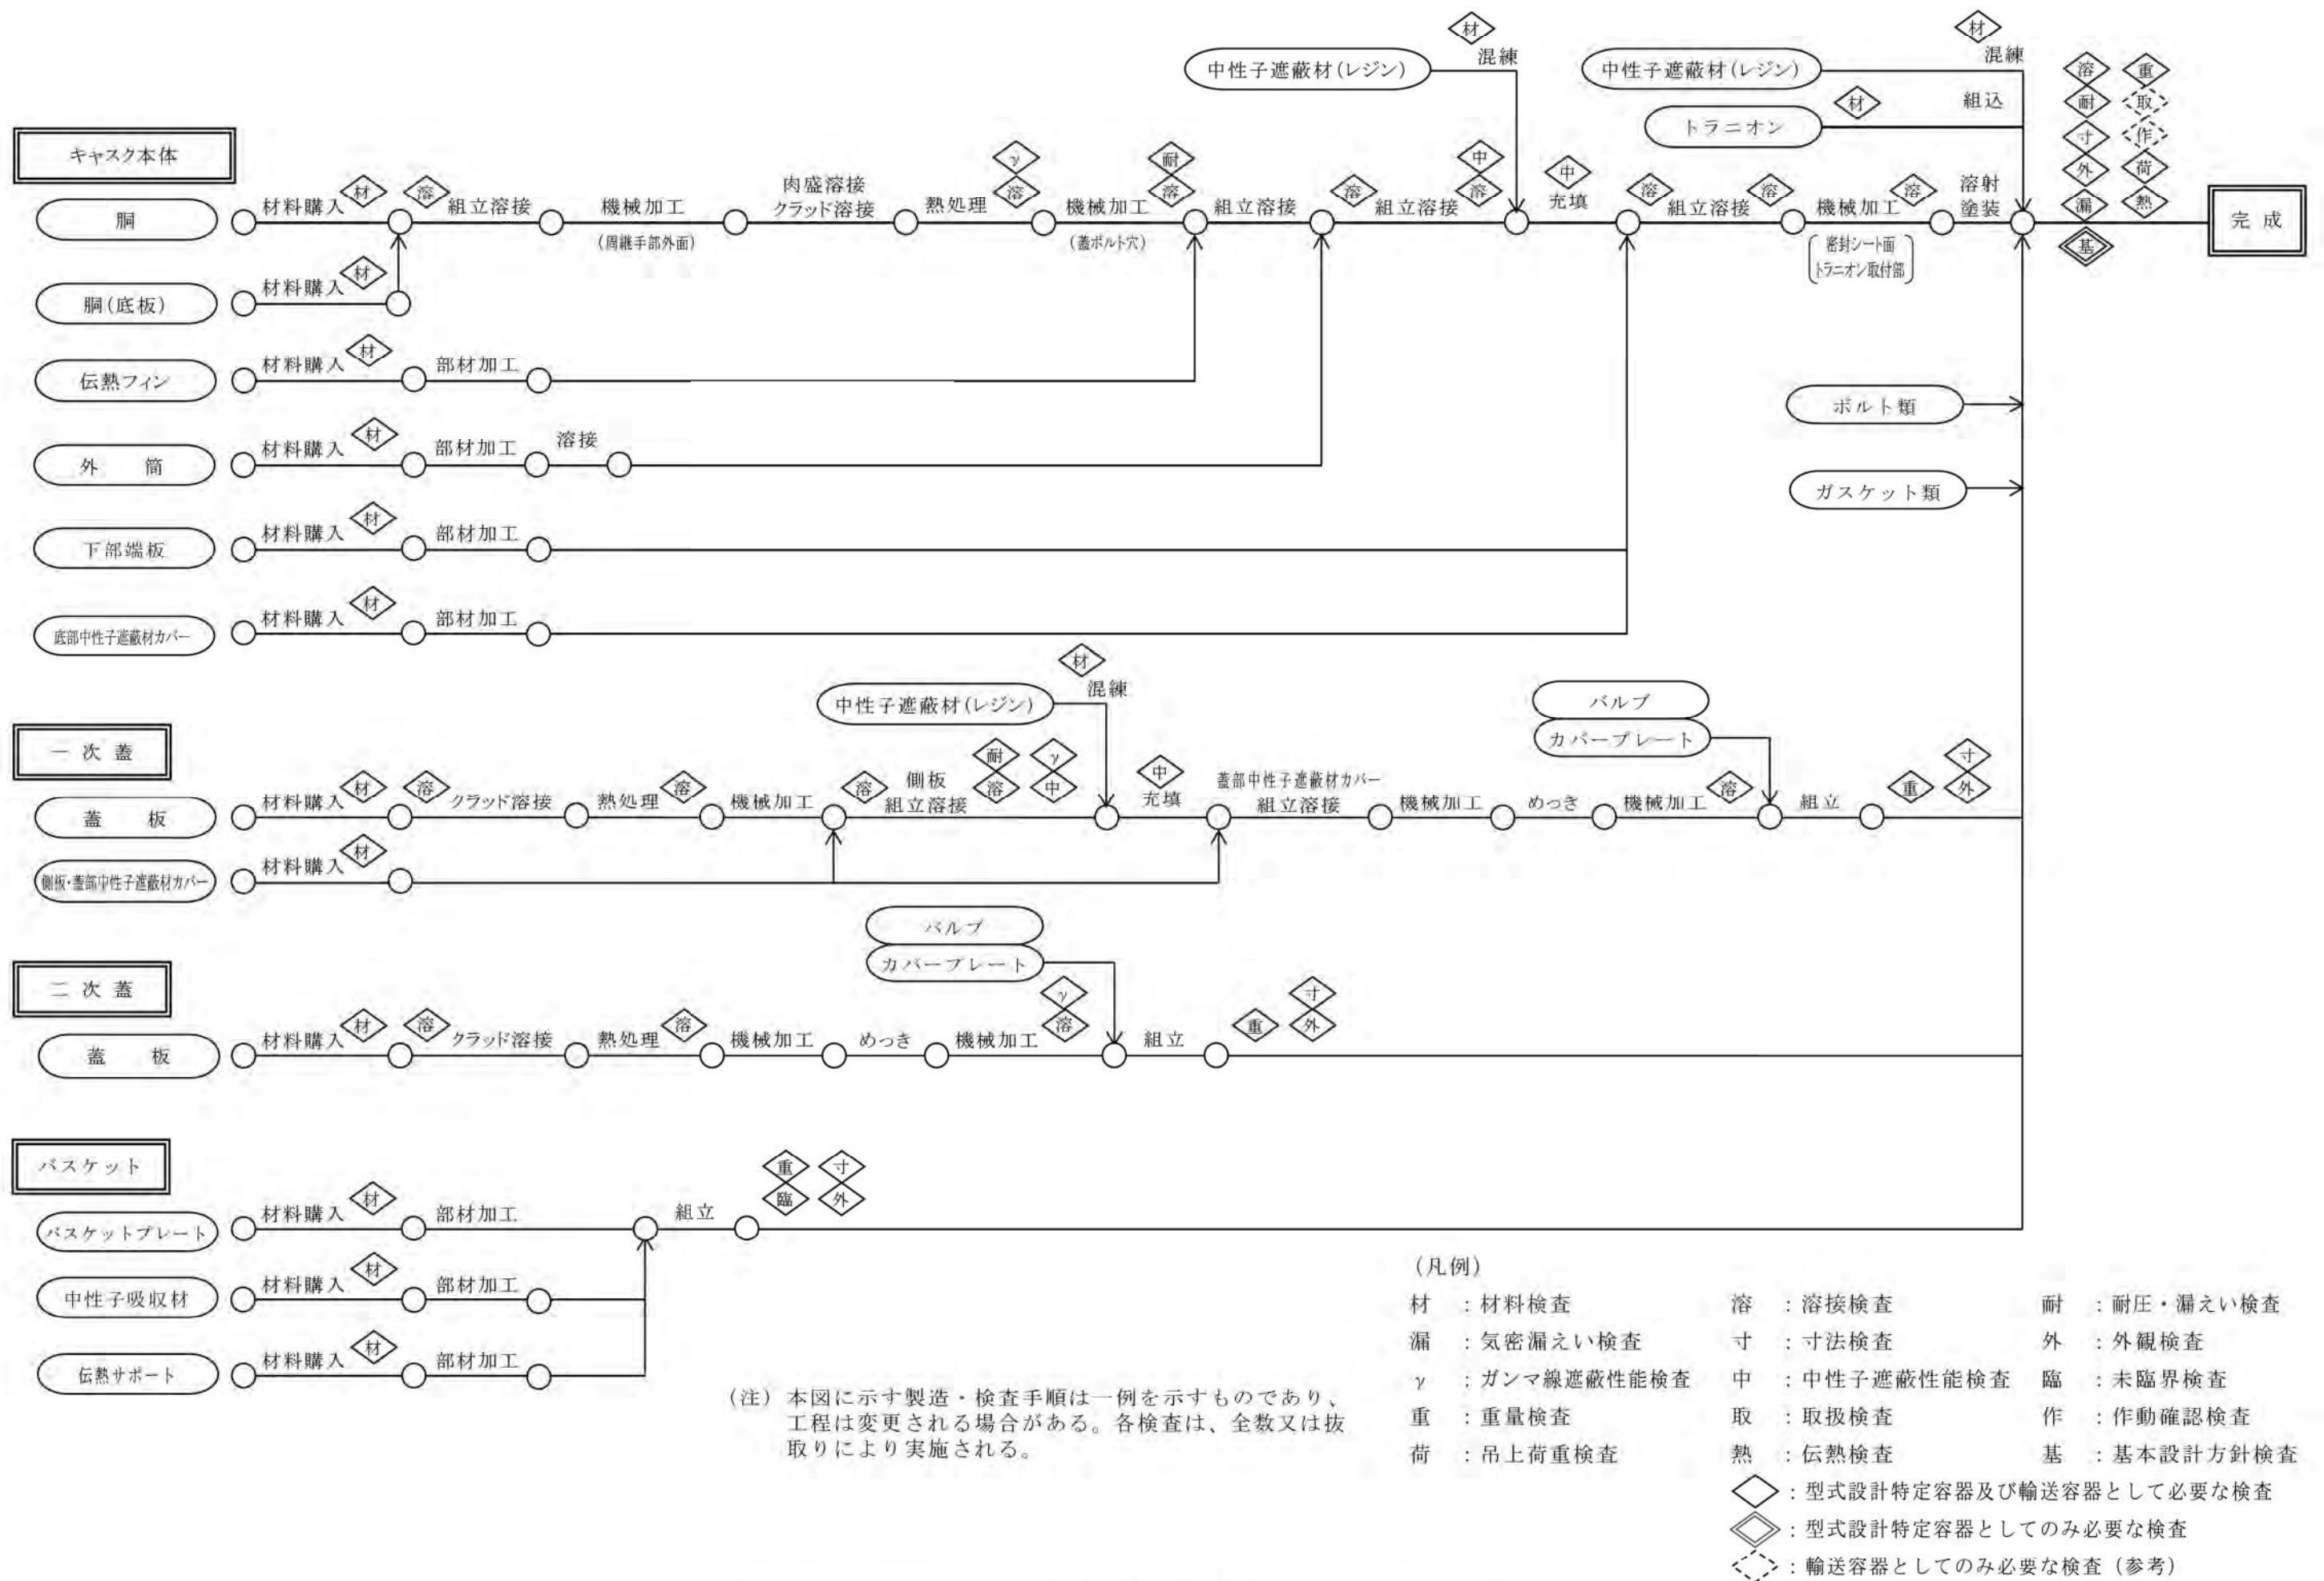 材
混練
中性子遮蔽材(レジン)
材
混練
中性子遮蔽材(レジン)
材
組込
トラニオン
溶
重
耐
取
寸
作
外
荷
漏
熱
基
キャスク本体
胴
材料購入
材
溶
組立溶接
機械加工
(周継手部外面)
肉盛溶接
クラッド溶接
熱処理
γ
溶
機械加工
(蓋ボルト穴)
耐
溶
組立溶接
溶
組立溶接
中
溶
中
充填
溶
組立溶接
溶
機械加工
密封シート面
トラニオン取付部
溶
溶射
塗装
完成
胴(底板)
材料購入
材
伝熱フィン
材料購入
材
部材加工
ボルト類
外 筒
材料購入
材
部材加工
溶接
ガスケット類
下部端板
材料購入
材
部材加工
底部中性子遮蔽材カバー
材料購入
材
部材加工
一次蓋
中性子遮蔽材(レジン)
材
混練
バルブ
カバープレート
蓋 板
材料購入
材
溶
クラッド溶接
熱処理
溶
機械加工
溶
側板
組立溶接
耐
溶
γ
中
中
充填
蓋部中性子遮蔽材カバー
組立溶接
機械加工
めっき
機械加工
溶
組立
重
寸
外
側板・蓋部中性子遮蔽材カバー
材料購入
材
二次蓋
バルブ
カバープレート
蓋 板
材料購入
材
溶
クラッド溶接
熱処理
溶
機械加工
めっき
機械加工
γ
溶
組立
重
寸
外
バスケット
バスケットプレート
材料購入
材
部材加工
組立
重
臨
寸
外
中性子吸収材
材料購入
材
部材加工
伝熱サポート
材料購入
材
部材加工
(注) 本図に示す製造・検査手順は一例を示すものであり、
工程は変更される場合がある。各検査は、全数又は抜
取りにより実施される。
(凡例)
材 :材料検査 溶 :溶接検査 耐 :耐圧・漏えい検査
漏 :気密漏えい検査 寸 :寸法検査 外 :外観検査
γ :ガンマ線遮蔽性能検査 中 :中性子遮蔽性能検査 臨 :未臨界検査
重 :重量検査 取 :取扱検査 作 :作動確認検査
荷 :吊上荷重検査 熱 :伝熱検査 基 :基本設計方針検査
:型式設計特定容器及び輸送容器として必要な検査
:型式設計特定容器としてのみ必要な検査
:輸送容器としてのみ必要な検査(参考)